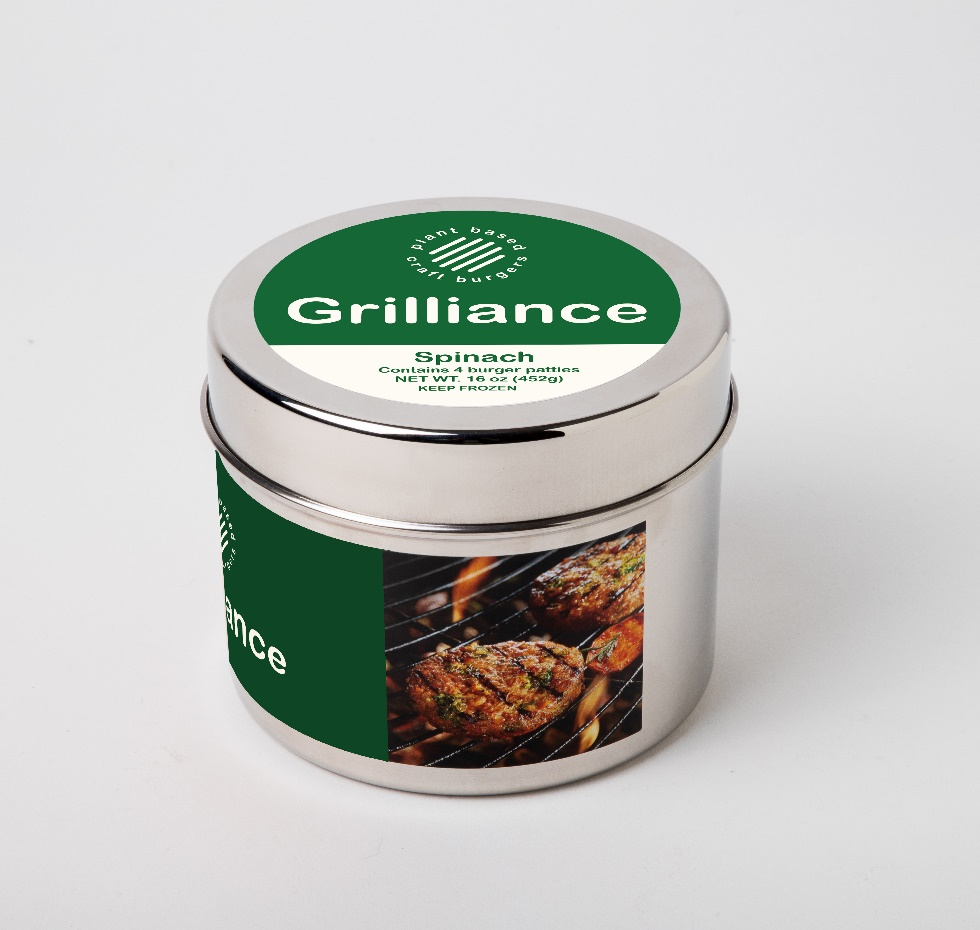 plant based
craft burgers
Grilliance
Spinach
Contains 4 burger patties
NET WT. 16 oz (452g)
KEEP FROZEN
ance